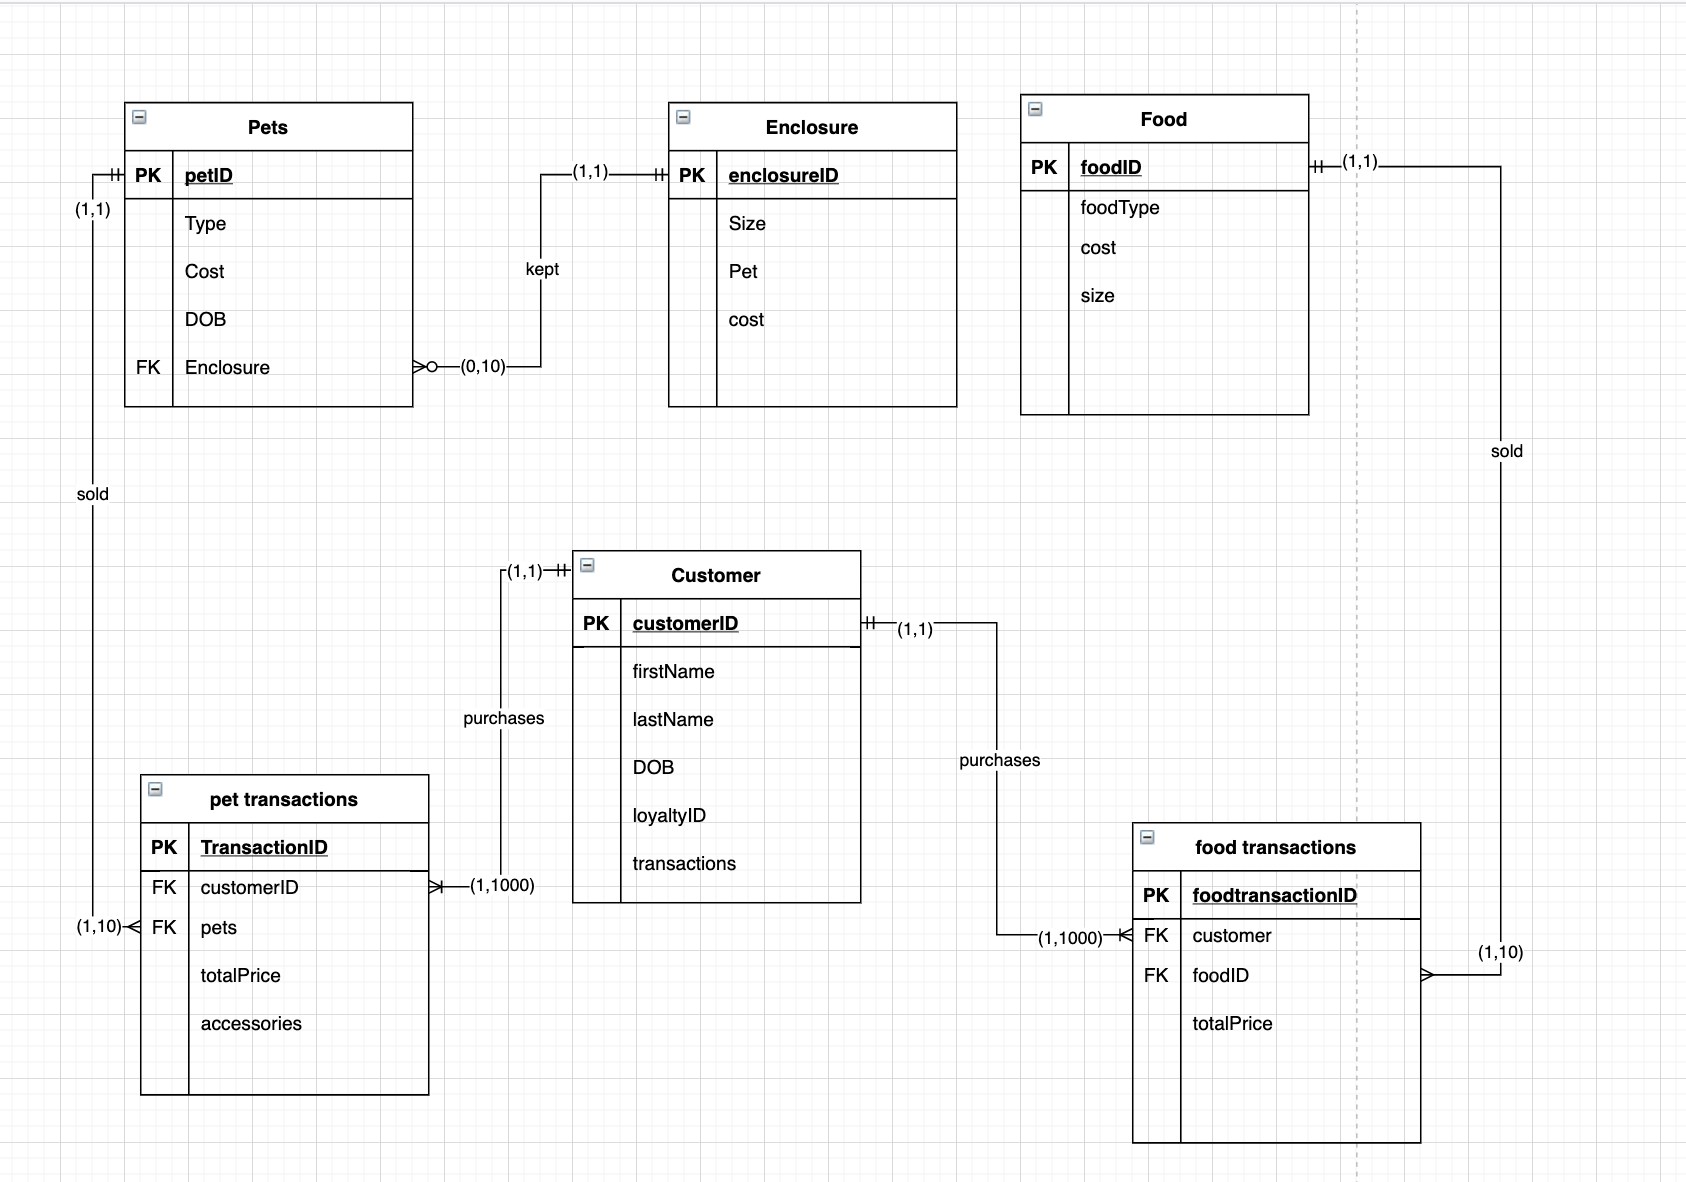 Pets
PK petID
Type
Cost
DOB
FK Enclosure
(1,1)
sold
(1,10)
(1,1)
kept
(0,10)
Enclosure
PK enclosureID
Size
Pet
cost
Food
PK foodID
foodType
cost
size
(1,1)
sold
(1,10)
Customer
PK customerID
firstName
lastName
DOB
loyaltyID
transactions
(1,1)
purchases
(1,1000)
(1,1)
purchases
(1,1000)
pet transactions
PK TransactionID
FK customerID
FK pets
totalPrice
accessories
food transactions
PK foodtransactionID
FK customer
FK foodID
totalPrice